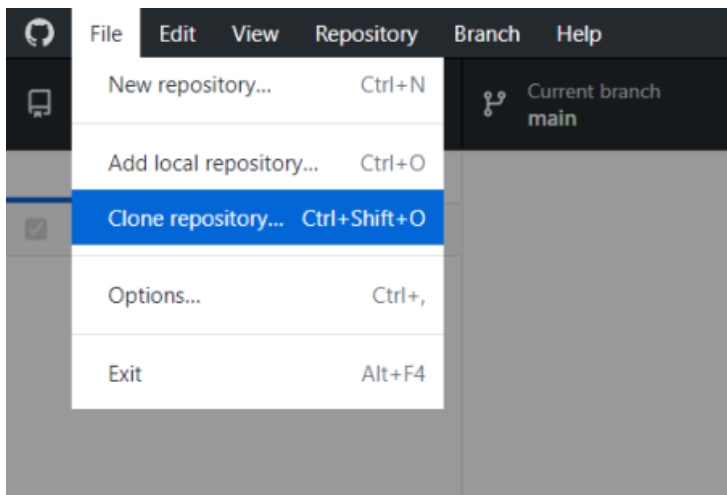 File Edit View Repository Branch Help
New repository... Ctrl+N
Current branch
main
Add local repository... Ctrl+O
Clone repository... Ctrl+Shift+O
Options... Ctrl+,
Exit Alt+F4